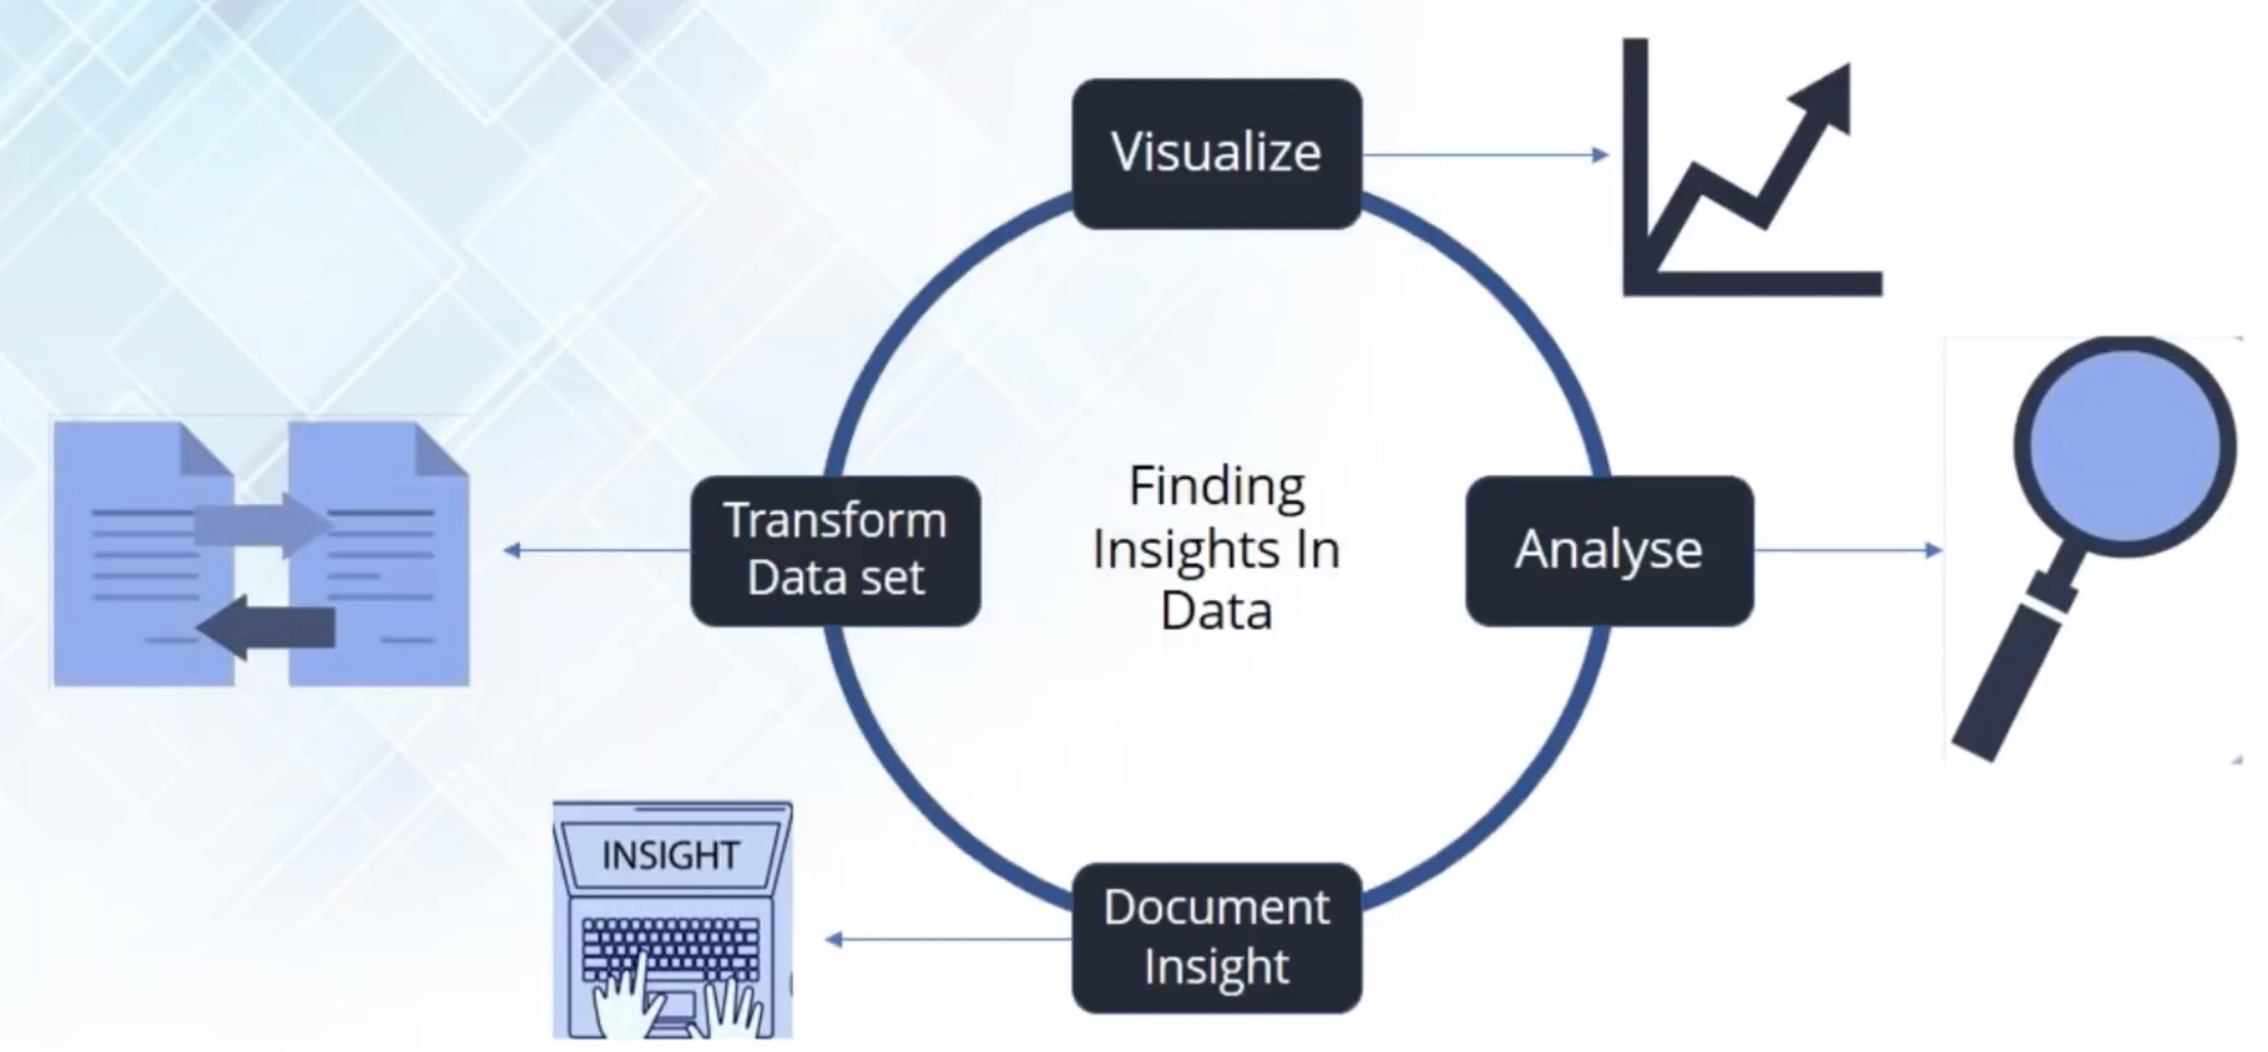 Visualize
Transform
Data set
Finding
Insights In
Data
Analyse
INSIGHT
Document
Insight